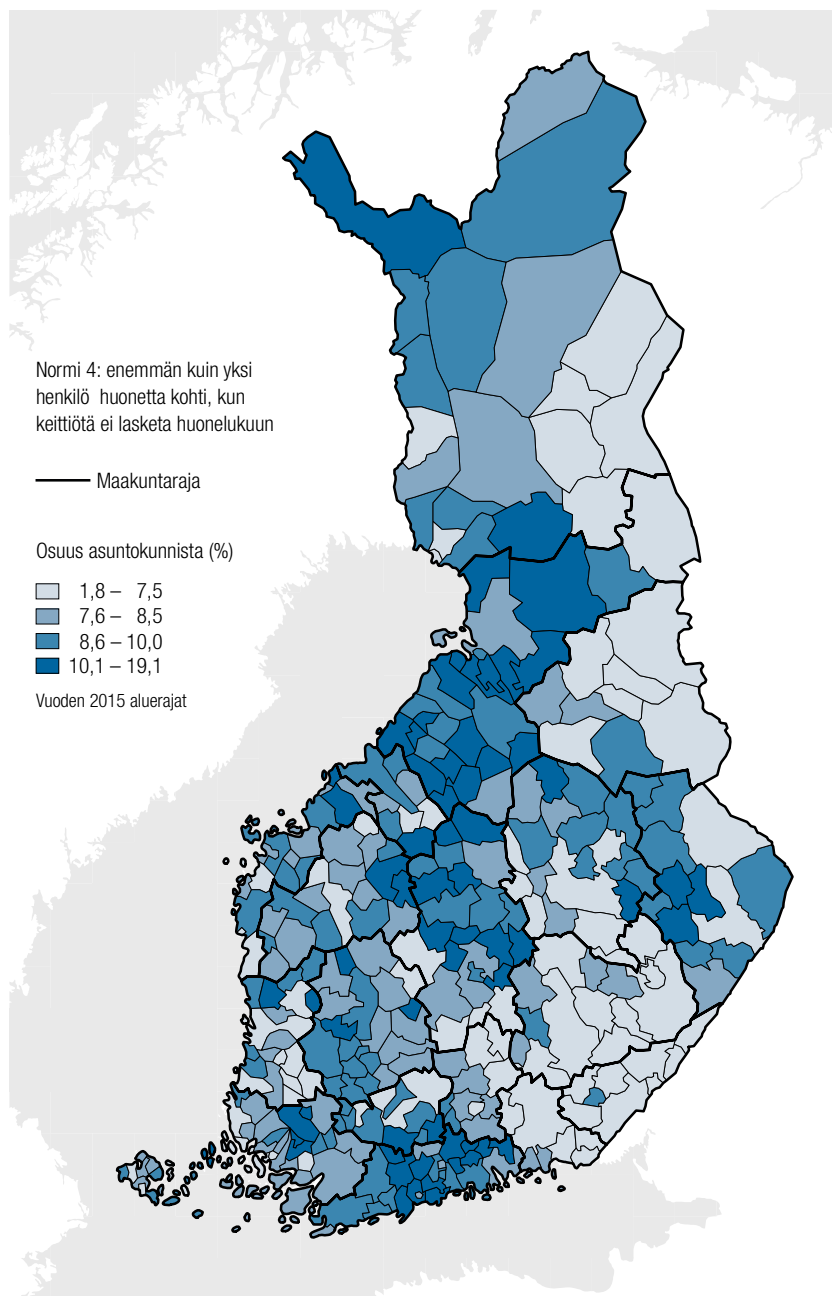 Normi 4: enemmän kuin yksi
henkilö huonetta kohti, kun
keittiötä ei lasketa huonelukuun
Maakuntaraja
Osuus asuntokunnista (%)
1,8 – 7,5
7,6 – 8,5
8,6 – 10,0
10,1 – 19,1
Vuoden 2015 aluerajat